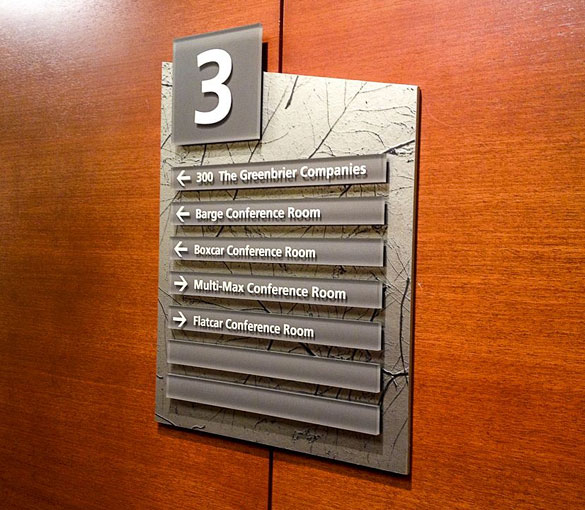 3
← 300 The Greenbrier Companies
← Barge Conference Room
← Boxcar Conference Room
→ Multi-Max Conference Room
→ Flatcar Conference Room